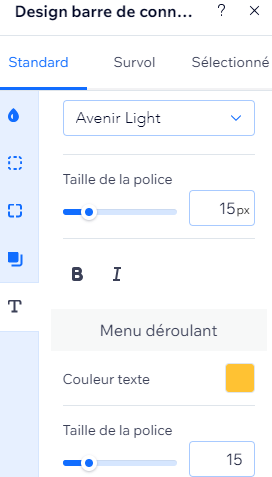 Design barre de conn... ? ×
Standard Survol Sélectionné
Avenir Light
Taille de la police
15px
B I
T
Menu déroulant
Couleur texte
Taille de la police
15